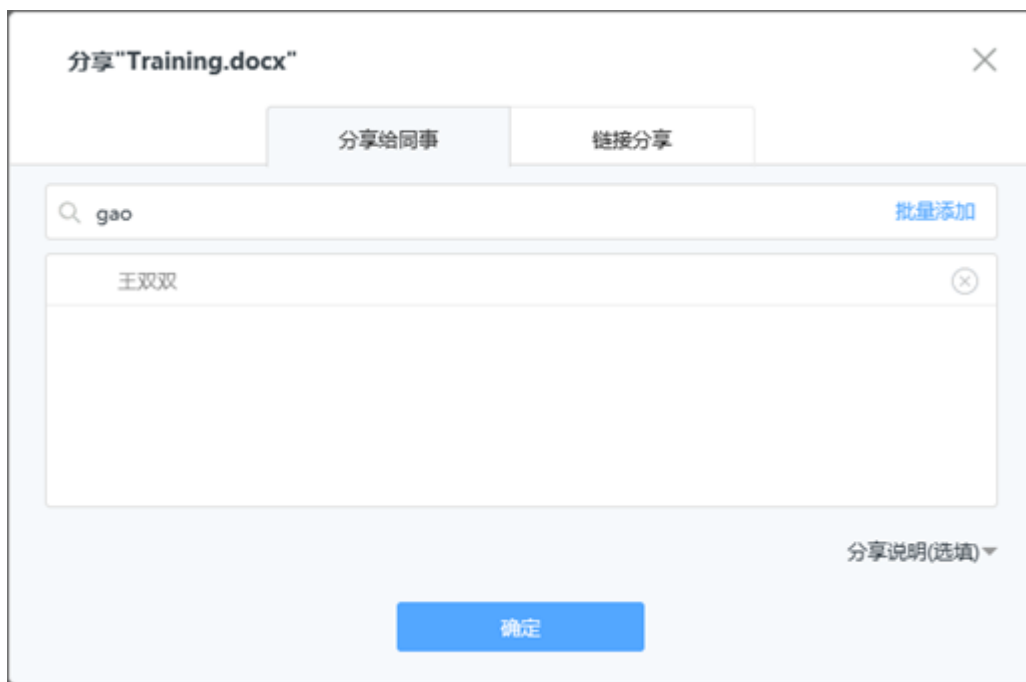 分享"Training.docx"
分享给同事 链接分享
gao 批量添加
王双双
分享说明(选填)
确定